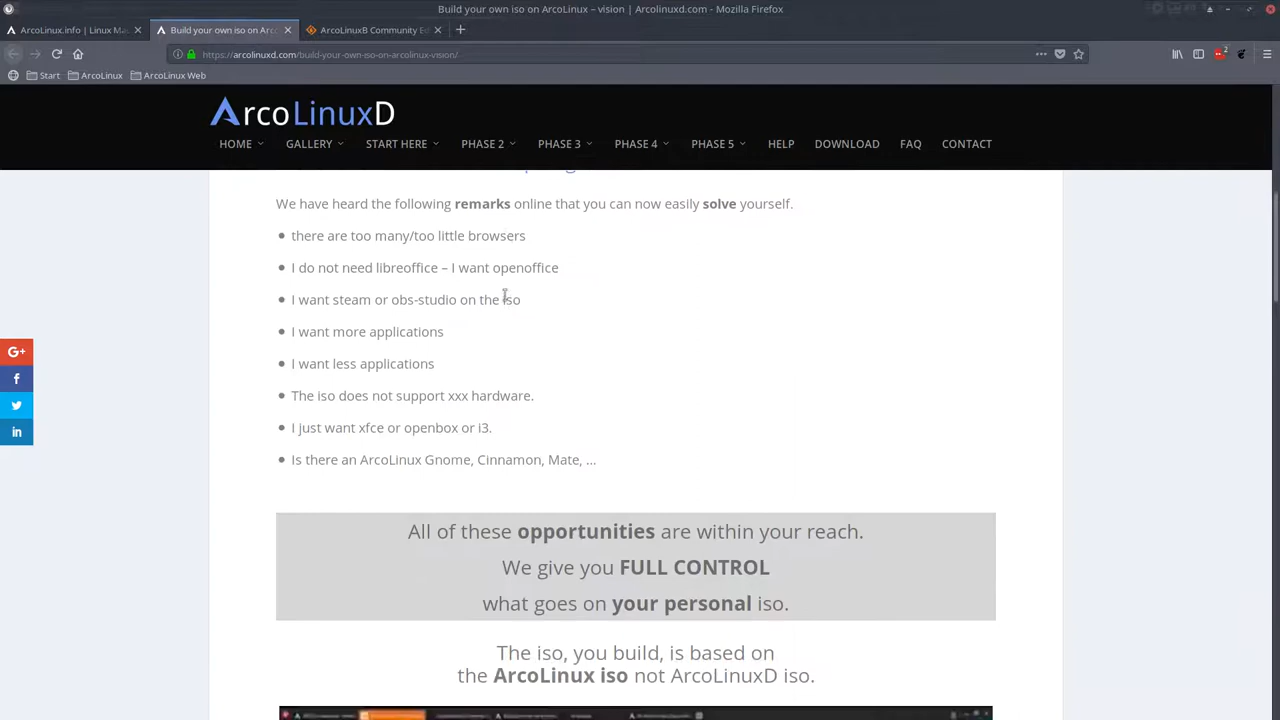 Build your own iso on ArcoLinux – vision | Arcolinuxd.com - Mozilla Firefox
ArcoLinux.info | Linux Ma
Build your own iso on Arco
ArcoLinuxB Community Ed
https://arcolinuxd.com/build-your-own-iso-on-arcolinux-vision/
2
Start
ArcoLinux
ArcoLinux Web
ArcoLinuxD
HOME GALLERY START HERE PHASE 2 PHASE 3 PHASE 4 PHASE 5 HELP DOWNLOAD FAQ CONTACT
We have heard the following remarks online that you can now easily solve yourself.
there are too many/too little browsers
I do not need libreoffice – I want openoffice
I want steam or obs-studio on the iso
I want more applications
I want less applications
The iso does not support xxx hardware.
I just want xfce or openbox or i3.
Is there an ArcoLinux Gnome, Cinnamon, Mate, ...
G+
f
in
All of these opportunities are within your reach.
We give you FULL CONTROL
what goes on your personal iso.
The iso, you build, is based on
the ArcoLinux iso not ArcoLinuxD iso.